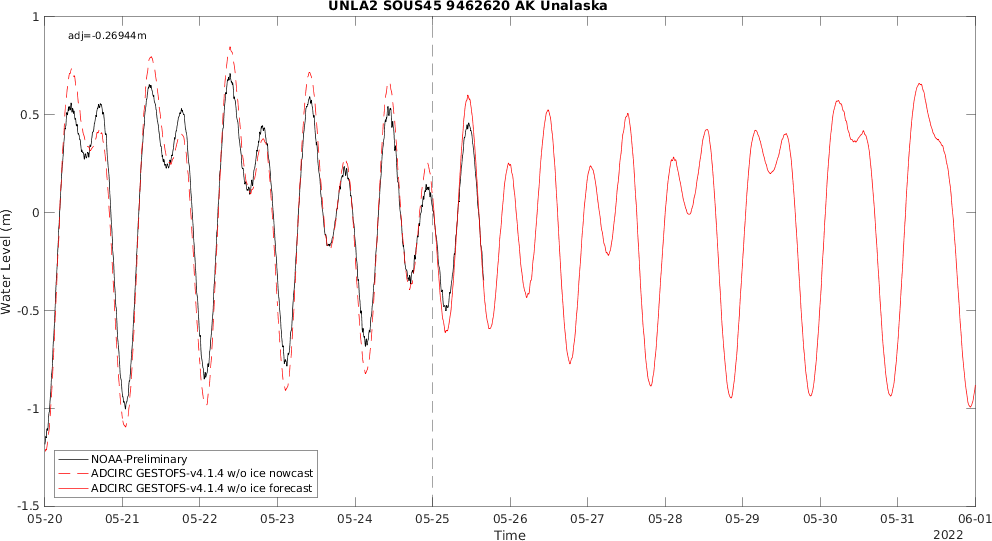 UNLA2 SOUS45 9462620 AK Unalaska
adj=-0.26944m
1
0.5
0
-0.5
-1
-1.5
Water Level (m)
NOAA-Preliminary
ADCIRC GESTOFS-v4.1.4 w/o ice nowcast
ADCIRC GESTOFS-v4.1.4 w/o ice forecast
05-20 05-21 05-22 05-23 05-24 05-25 05-26 05-27 05-28 05-29 05-30 05-31 06-01
Time
2022